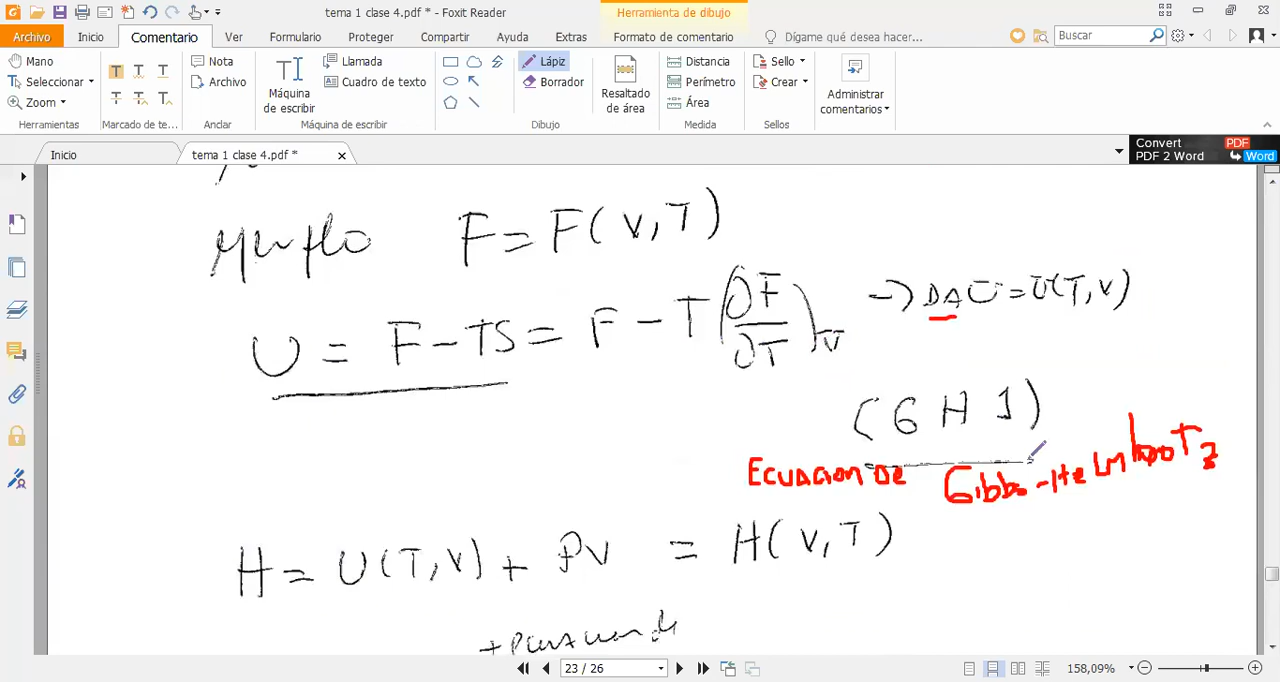 tema 1 clase 4.pdf * - Foxit Reader
Herramienta de dibujo
Archivo Inicio Comentario Ver Formulario Proteger Compartir Ayuda Extras Formato de comentario Dígame qué desea hacer... Buscar
Mano
Seleccionar
Zoom
Herramientas
T T T
T T T
Marcado de te...
Nota
Archivo
Anclar
Máquina de escribir
Llamada
Cuadro de texto
Máquina de escribir
Lápiz
Borrador
Dibujo
Resaltado de área
Distancia
Perímetro
Área
Medida
Sello
Crear
Sellos
Administrar comentarios
Inicio
tema 1 clase 4.pdf *
Convert PDF
PDF 2 Word Word
F = F(V,T)
U = F - TS = F - T(∂F/∂T)V -> DA U = U(T,V)
(GH1)
ECUACION DE Gibbs-HelmhooTz
H = U(T,V) + PV = H(V,T)
23 / 26
158,09%